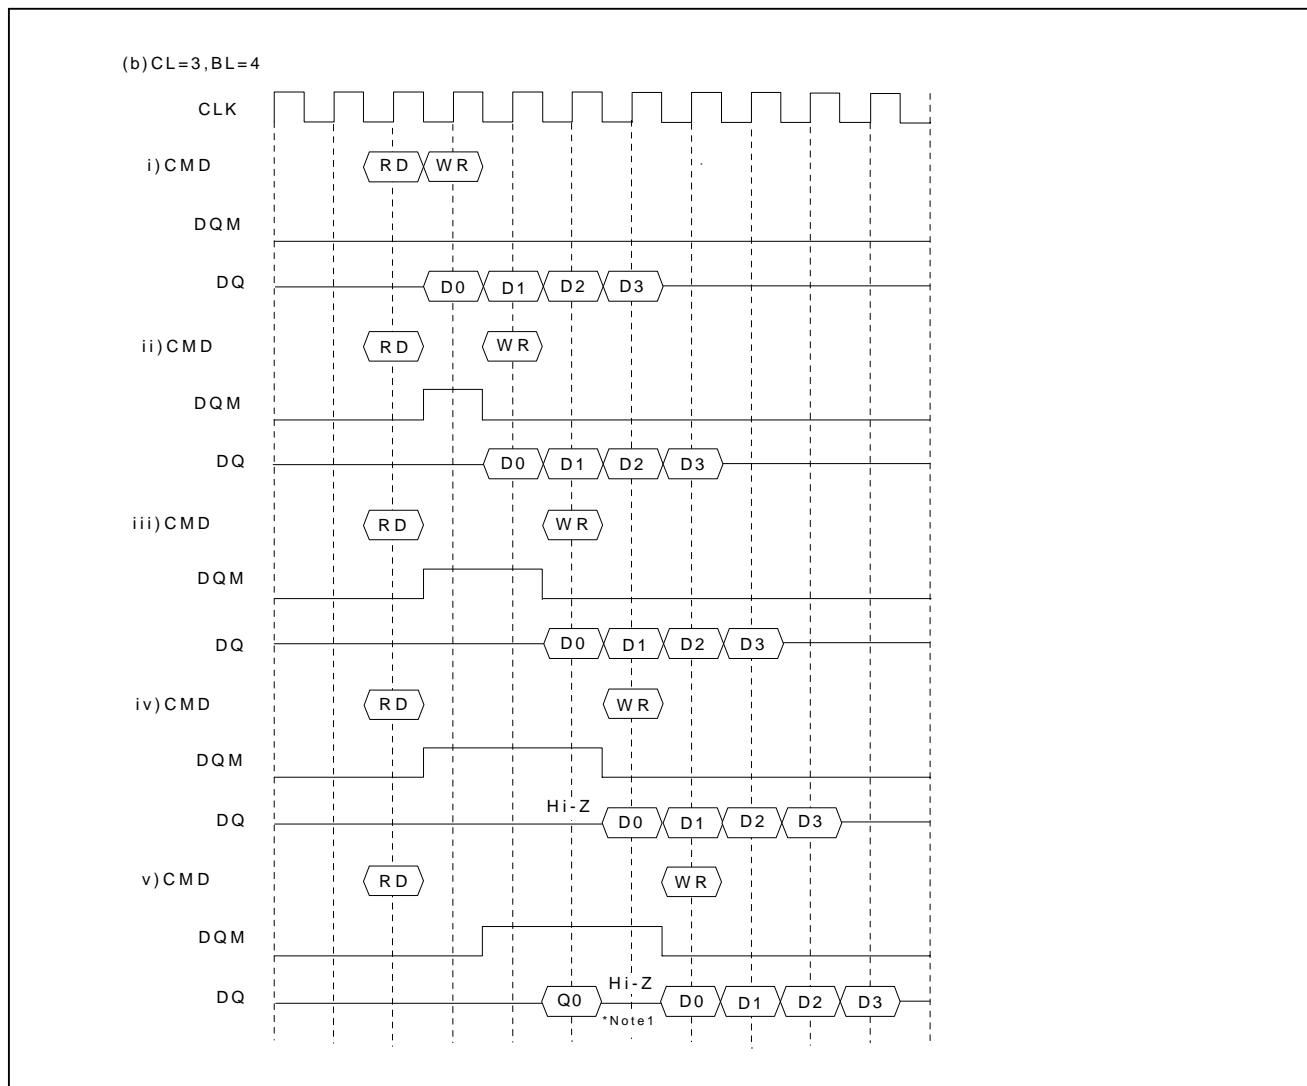 (b)CL=3,BL=4
CLK
i)CMD RD WR
DQM
DQ D0 D1 D2 D3
ii)CMD RD WR
DQM
DQ D0 D1 D2 D3
iii)CMD RD WR
DQM
DQ D0 D1 D2 D3
iv)CMD RD WR
DQM
Hi-Z
DQ D0 D1 D2 D3
v)CMD RD WR
DQM
Hi-Z
DQ Q0 D0 D1 D2 D3
*Note1